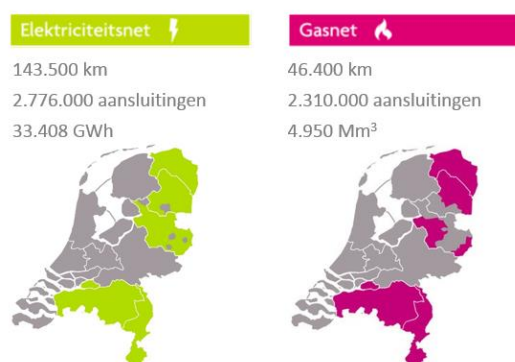 Elektriciteitsnet
143.500 km
2.776.000 aansluitingen
33.408 GWh
Gasnet
46.400 km
2.310.000 aansluitingen
4.950 Mm³